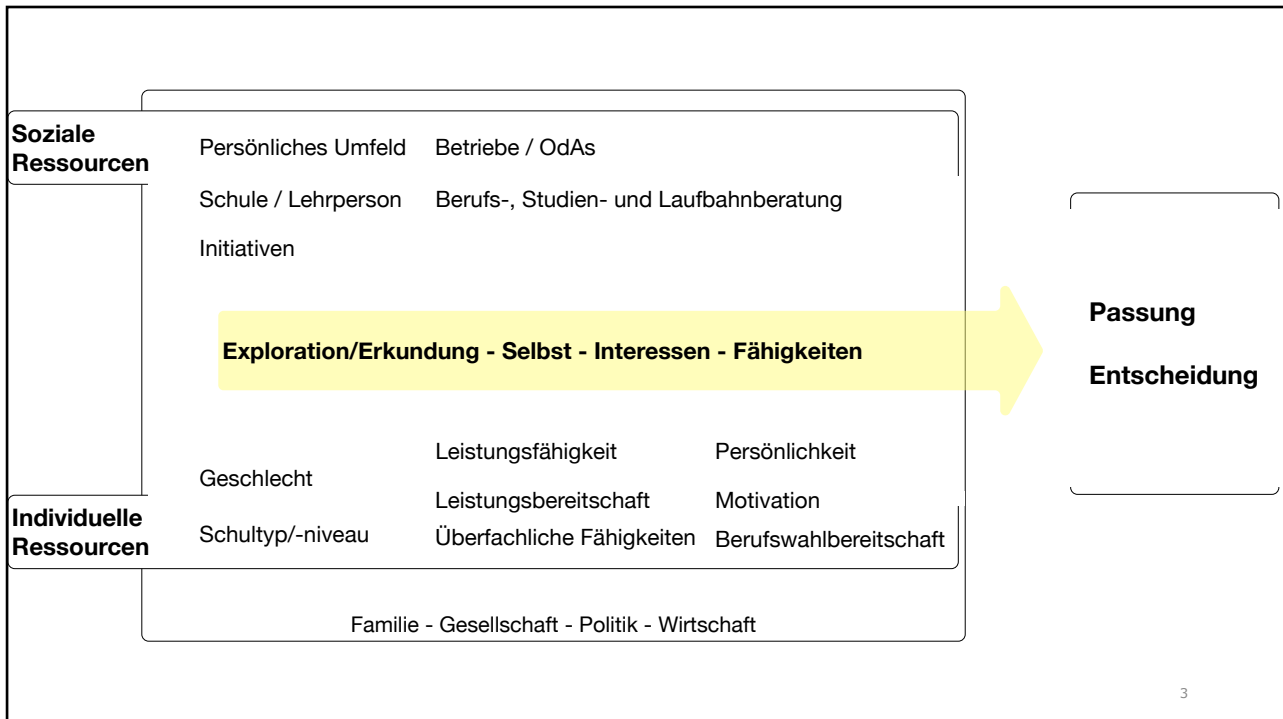 Soziale
Ressourcen
Persönliches Umfeld
Betriebe / OdAs
Schule / Lehrperson
Berufs-, Studien- und Laufbahnberatung
Initiativen
Exploration/Erkundung - Selbst - Interessen - Fähigkeiten
Passung
Entscheidung
Individuelle
Ressourcen
Geschlecht
Schultyp/-niveau
Leistungsfähigkeit
Leistungsbereitschaft
Überfachliche Fähigkeiten
Persönlichkeit
Motivation
Berufswahlbereitschaft
Familie - Gesellschaft - Politik - Wirtschaft
3